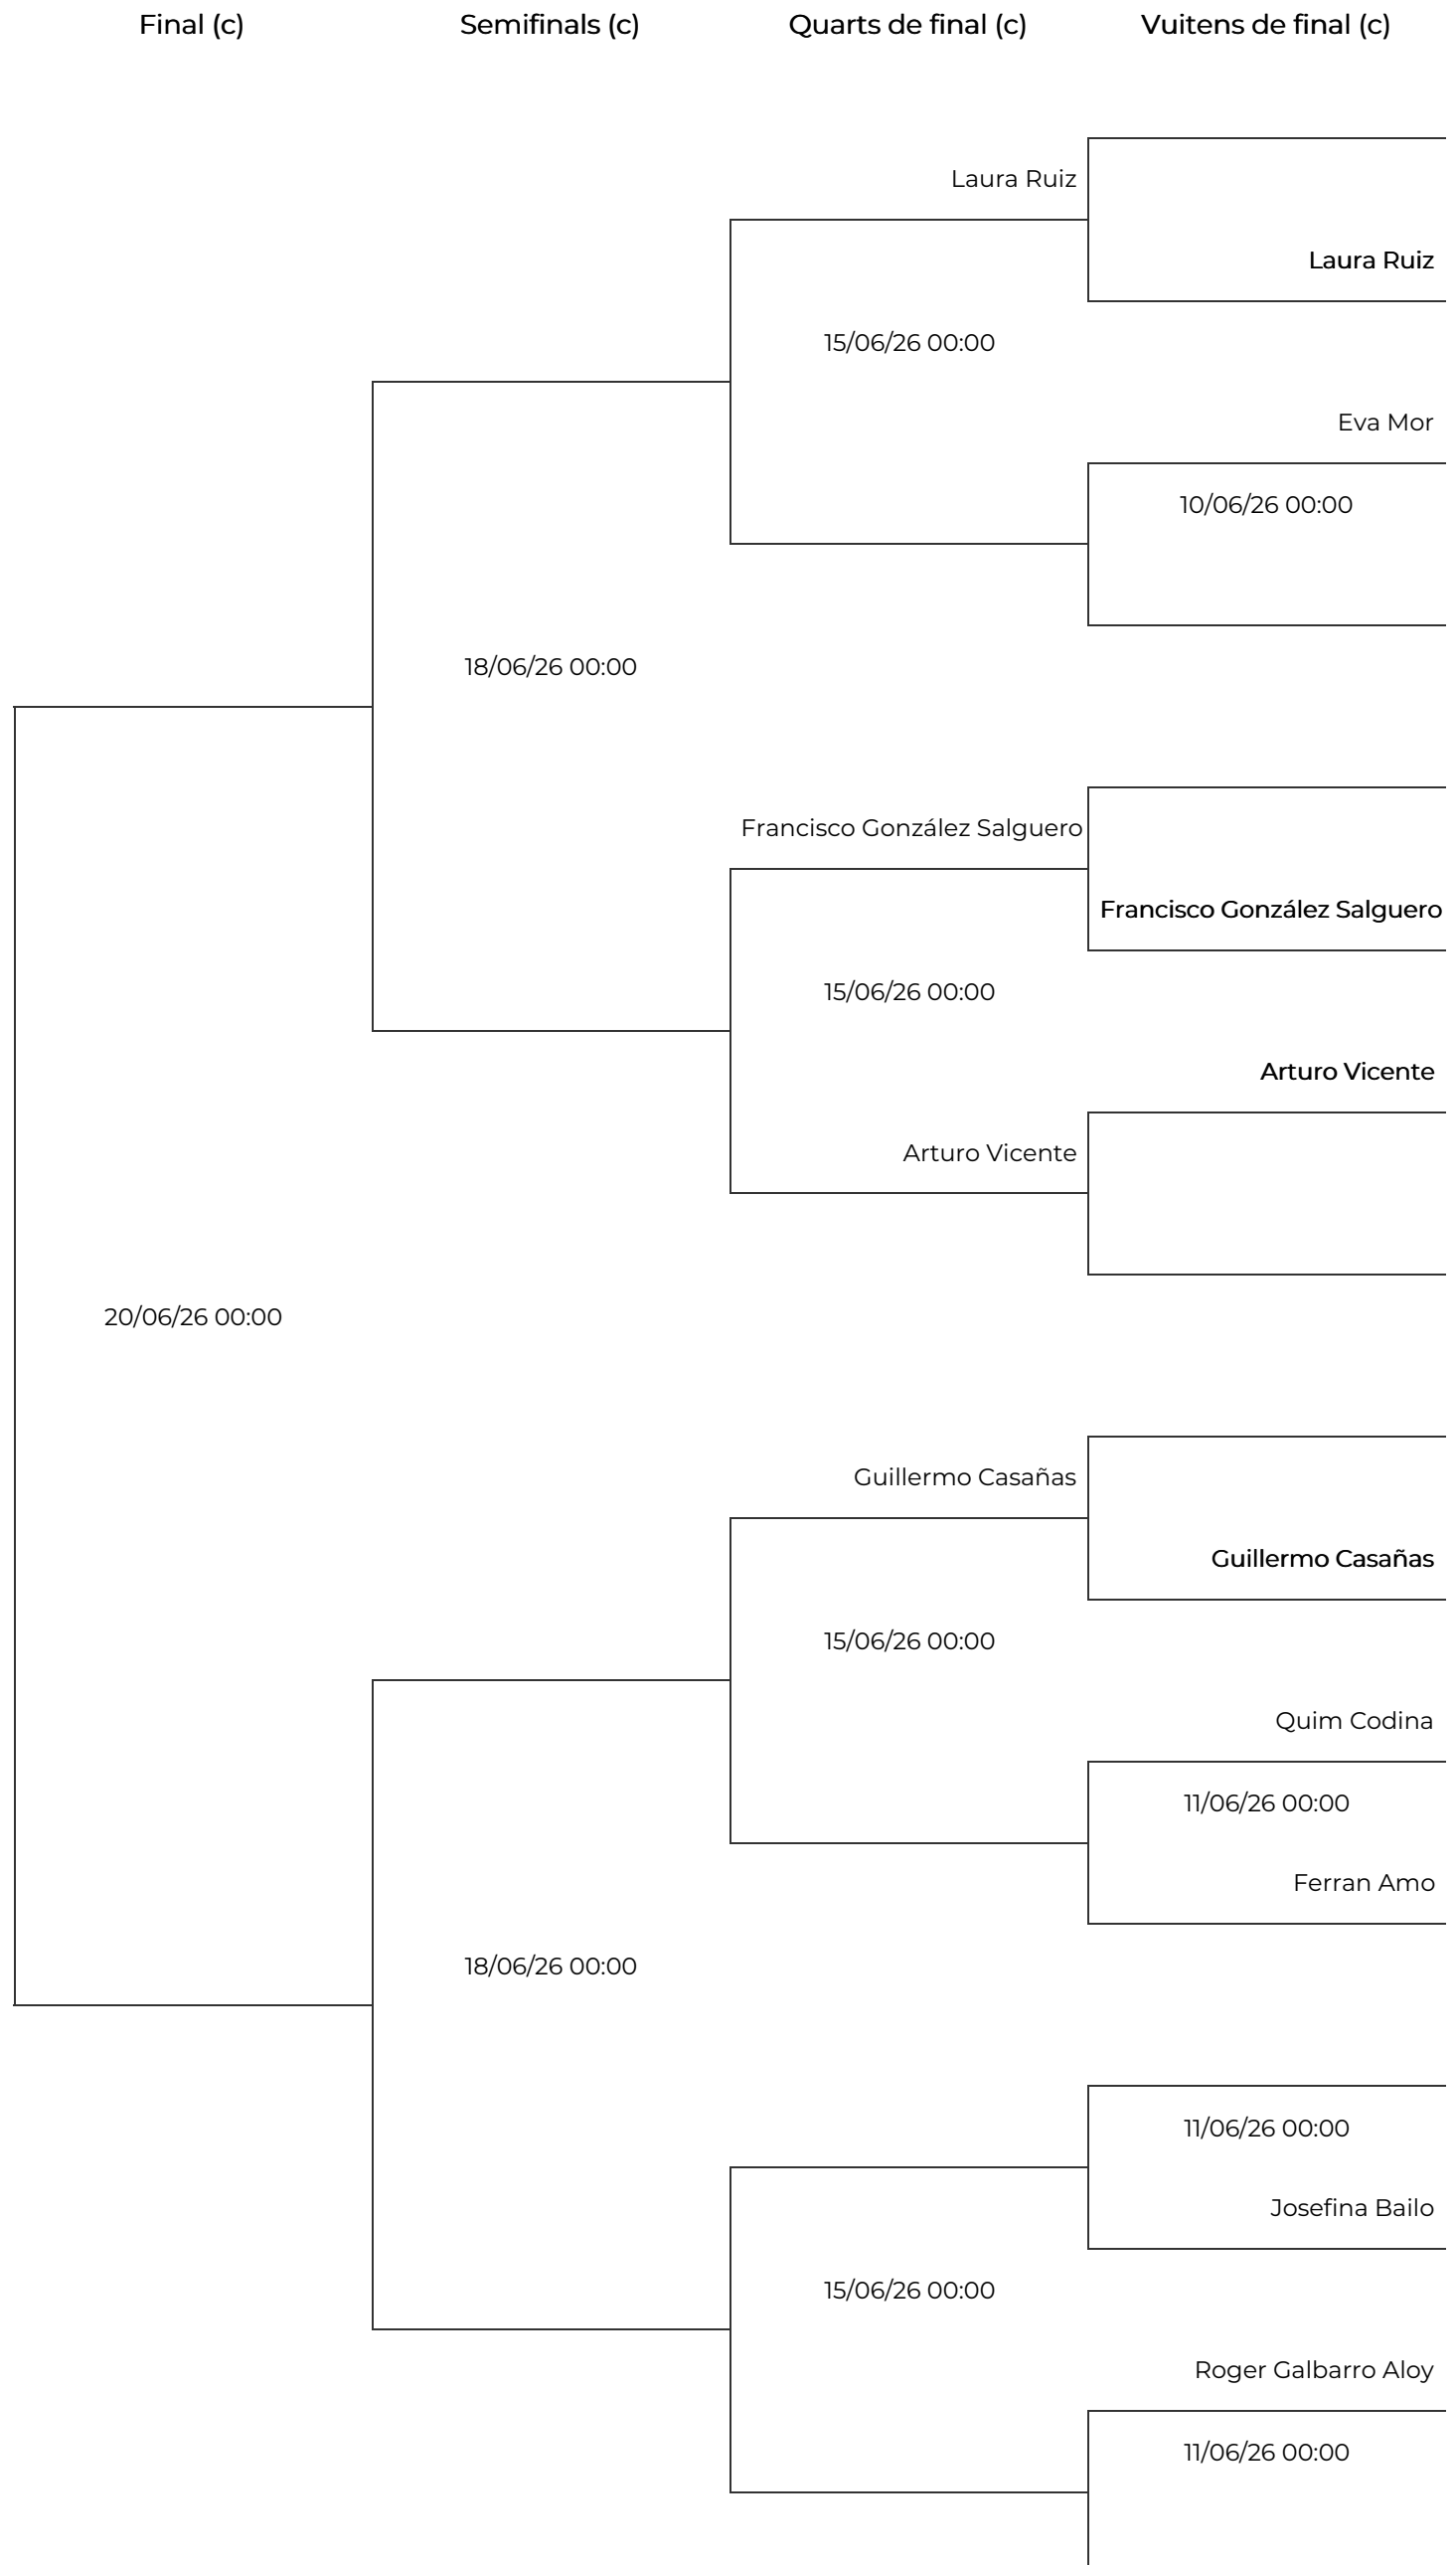 Final (c)
Semifinals (c)
Quarts de final (c)
Vuitens de final (c)
Laura Ruiz
Laura Ruiz
15/06/26 00:00
Eva Mor
10/06/26 00:00
18/06/26 00:00
Francisco González Salguero
Francisco González Salguero
15/06/26 00:00
Arturo Vicente
Arturo Vicente
20/06/26 00:00
Guillermo Casañas
Guillermo Casañas
15/06/26 00:00
Quim Codina
11/06/26 00:00
Ferran Amo
18/06/26 00:00
11/06/26 00:00
Josefina Bailo
15/06/26 00:00
Roger Galbarro Aloy
11/06/26 00:00